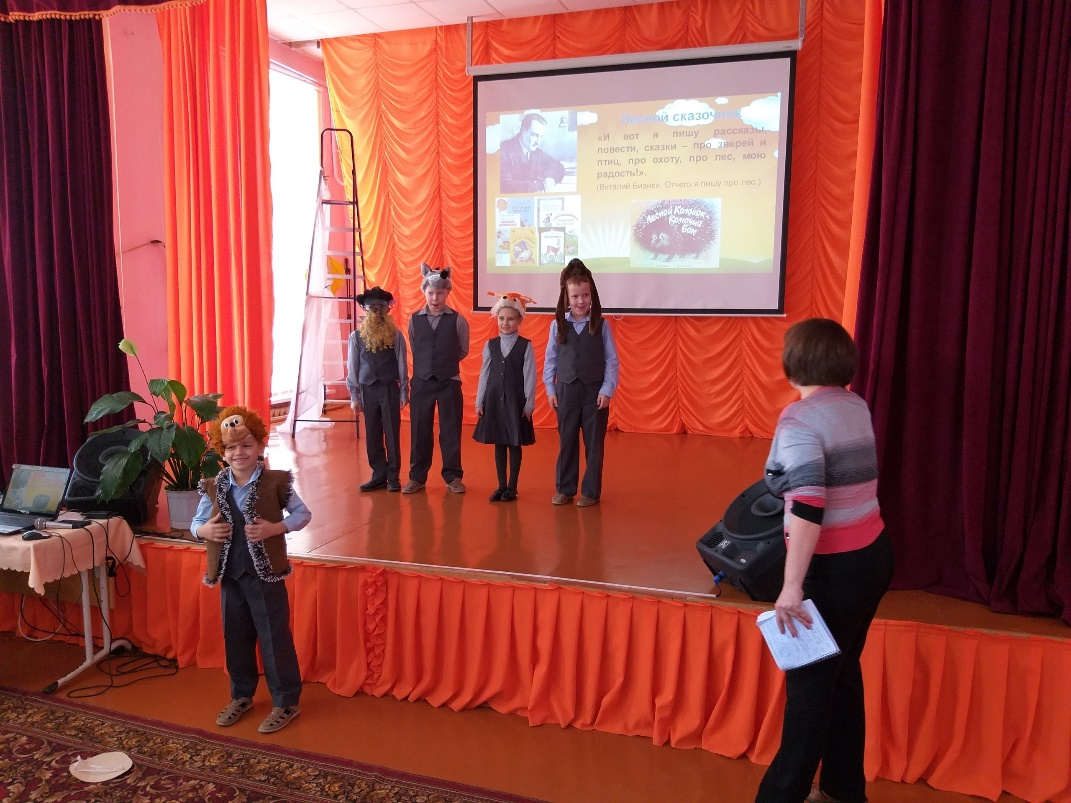 Лесной сказочник
«И вот я пишу рассказы,
повести, сказки – про зверей и
птиц, про охоту, про лес, мою
радость!».
(Виталий Бианки. Отчего я пишу про лес.)
Лесной Колобок -
Колючий
Бок